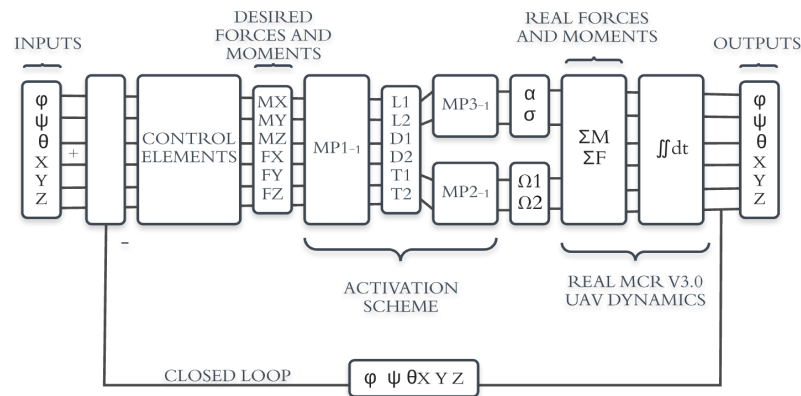 INPUTS
DESIRED
FORCES AND
MOMENTS
REAL FORCES
AND MOMENTS
OUTPUTS
φ
ψ
θ
X
Y
Z
+
−
CONTROL
ELEMENTS
MX
MY
MZ
FX
FY
FZ
MP1-1
L1
L2
D1
D2
T1
T2
MP3-1
MP2-1
α
σ
Ω1
Ω2
ΣM
ΣF
∬dt
φ
ψ
θ
X
Y
Z
ACTIVATION
SCHEME
REAL MCR V3.0
UAV DYNAMICS
CLOSED LOOP
φ ψ θX Y Z